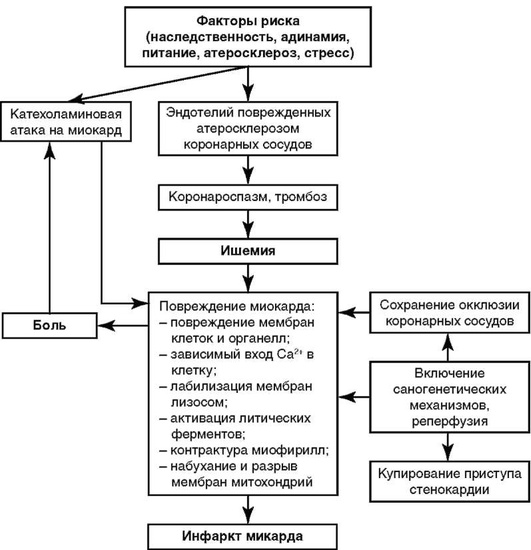 Факторы риска
(наследственность, адинамия,
питание, атеросклероз, стресс)
Катехоламиновая
атака на миокард
Эндотелий поврежденных
атеросклерозом
коронарных сосудов
Коронароспазм, тромбоз
Ишемия
Боль
Повреждение миокарда:
– повреждение мембран
клеток и органелл;
– зависимый вход Ca²⁺ в
клетку;
– лабилизация мембран
лизосом;
– активация литических
ферментов;
– контрактура миофирилл;
– набухание и разрыв
мембран митохондрий
Сохранение окклюзии
коронарных сосудов
Включение
саногенетических
механизмов,
реперфузия
Купирование приступа
стенокардии
Инфаркт микарда